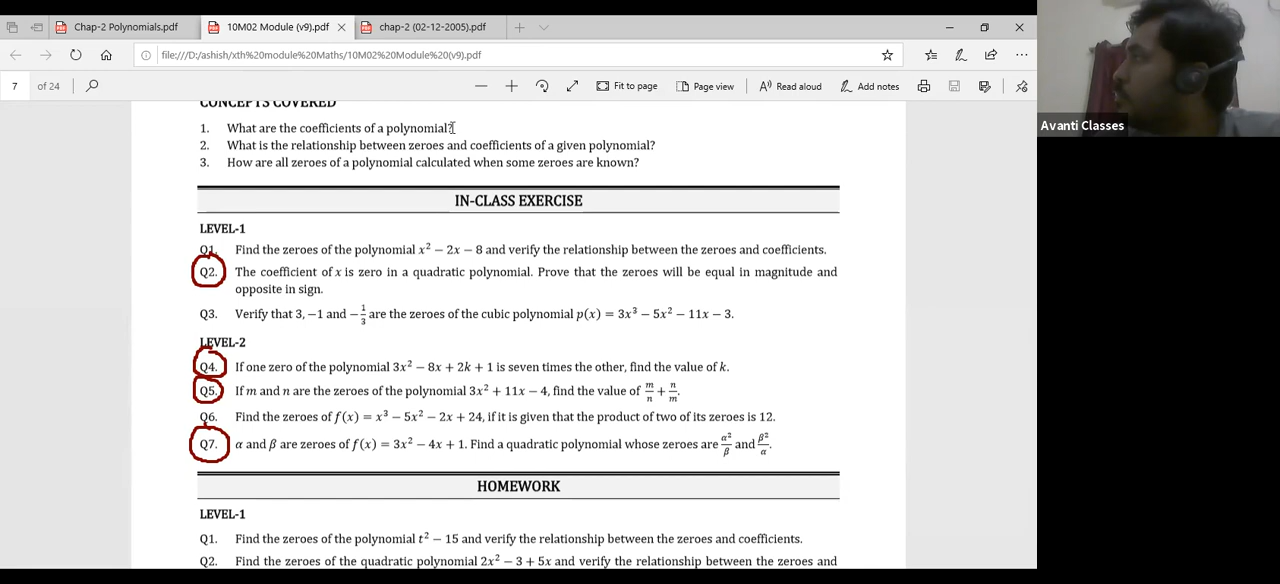 Chap-2 Polynomials.pdf
10M02 Module (v9).pdf
chap-2 (02-12-2005).pdf
file:///D:/ashish/xth%20module%20Maths/10M02%20Module%20(v9).pdf
7 of 24
Fit to page
Page view
Read aloud
Add notes
Avanti Classes
CONCEPTS COVERED
1. What are the coefficients of a polynomial?
2. What is the relationship between zeroes and coefficients of a given polynomial?
3. How are all zeroes of a polynomial calculated when some zeroes are known?
IN-CLASS EXERCISE
LEVEL-1
Q1. Find the zeroes of the polynomial x² − 2x − 8 and verify the relationship between the zeroes and coefficients.
Q2. The coefficient of x is zero in a quadratic polynomial. Prove that the zeroes will be equal in magnitude and
opposite in sign.
Q3. Verify that 3, −1 and −1/3 are the zeroes of the cubic polynomial p(x) = 3x³ − 5x² − 11x − 3.
LEVEL-2
Q4. If one zero of the polynomial 3x² − 8x + 2k + 1 is seven times the other, find the value of k.
Q5. If m and n are the zeroes of the polynomial 3x² + 11x − 4, find the value of m/n + n/m.
Q6. Find the zeroes of f(x) = x³ − 5x² − 2x + 24, if it is given that the product of two of its zeroes is 12.
Q7. α and β are zeroes of f(x) = 3x² − 4x + 1. Find a quadratic polynomial whose zeroes are α²/β and β²/α.
HOMEWORK
LEVEL-1
Q1. Find the zeroes of the polynomial t² − 15 and verify the relationship between the zeroes and coefficients.
Q2. Find the zeroes of the quadratic polynomial 2x² − 3 + 5x and verify the relationship between the zeroes and